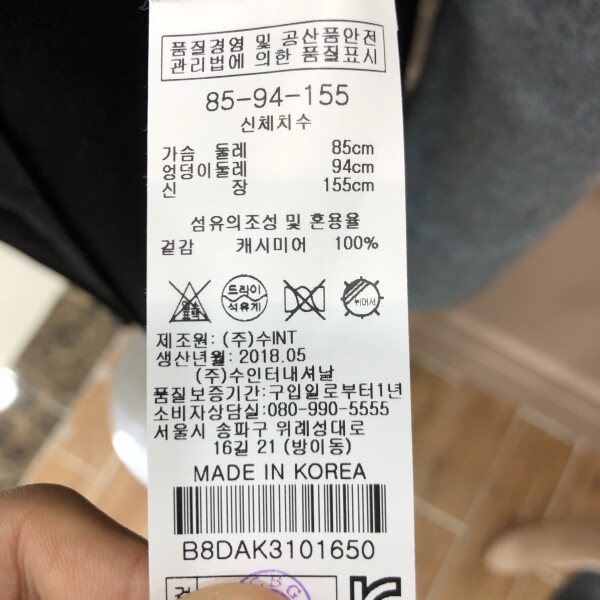 품질경영 및 공산품안전
관리법에 의한 품질표시
85-94-155
신체치수
가슴 둘레 85cm
엉덩이둘레 94cm
신 장 155cm
섬유의조성 및 혼용율
겉감 캐시미어 100%
드라이
석유계
제조원: (주)수INT
생산년월: 2018.05
(주)수인터내셔날
품질보증기간:구입일로부터1년
소비자상담실:080-990-5555
서울시 송파구 위례성대로
16길 21 (방이동)
MADE IN KOREA
B8DAK3101650